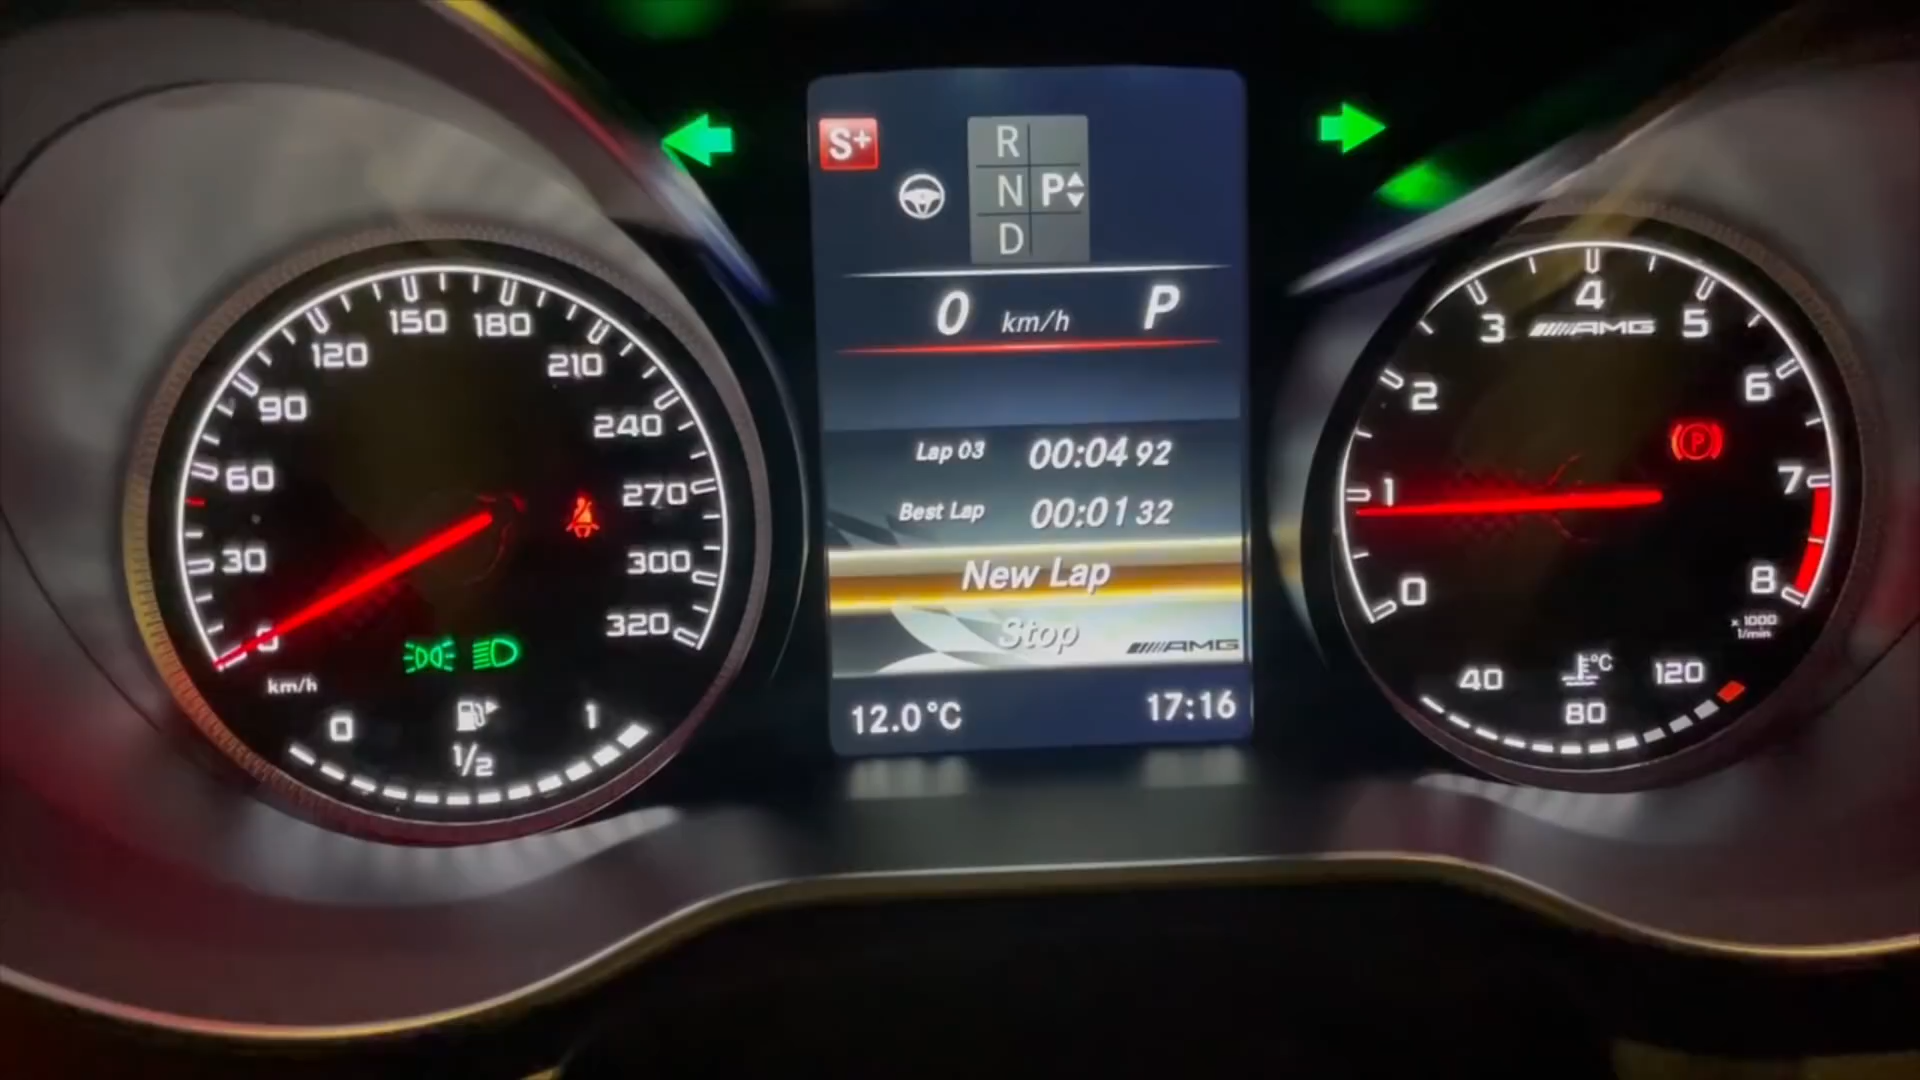 S+
R
N P
D
0 km/h P
Lap 03 00:04 92
Best Lap 00:01 32
New Lap
Stop
AMG
12.0°C 17:16
0
30
60
90
120
150
180
210
240
270
300
320
km/h
0
1/2
1
0
1
2
3
4
5
6
7
8
AMG
P
x 1000
1/min
40
80
120
°C